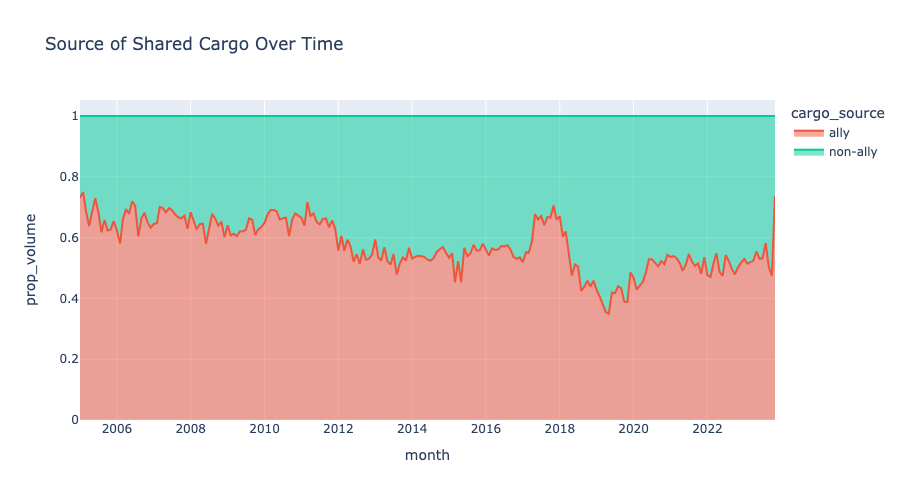 Source of Shared Cargo Over Time
cargo_source
ally
non-ally
prop_volume
1
0.8
0.6
0.4
0.2
0
2006 2008 2010 2012 2014 2016 2018 2020 2022
month